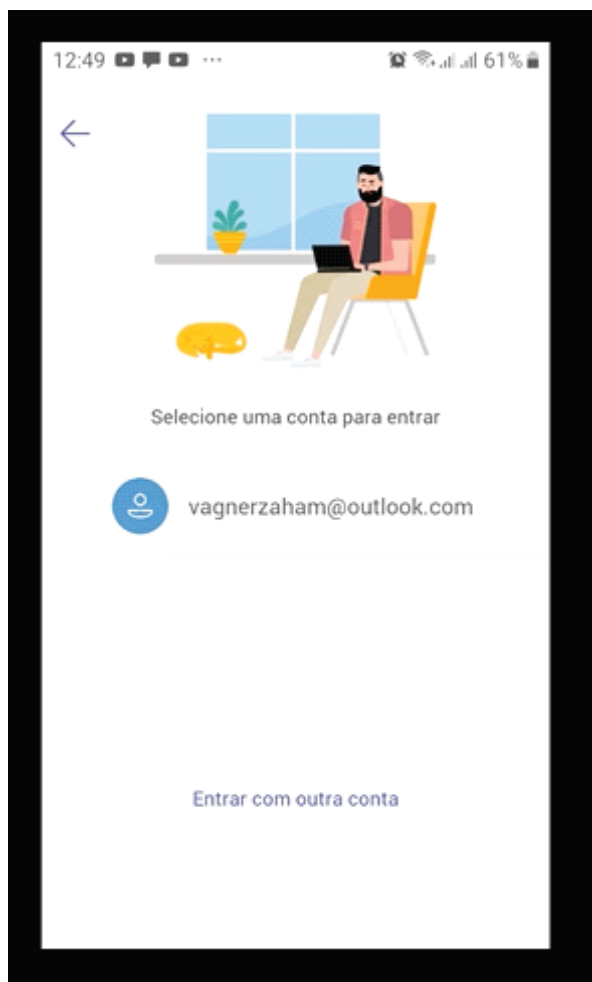 12:49 ... 61%
Selecione uma conta para entrar
vagnerzaham@outlook.com
Entrar com outra conta